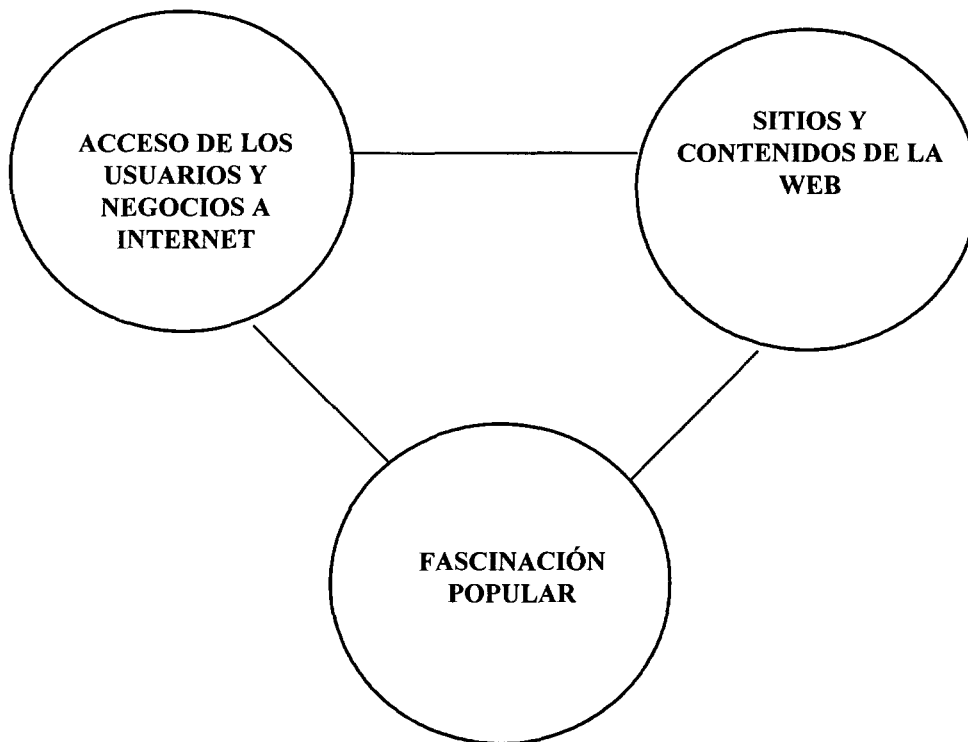 ACCESO DE LOS
USUARIOS Y
NEGOCIOS A
INTERNET
SITIOS Y
CONTENIDOS DE LA
WEB
FASCINACIÓN
POPULAR